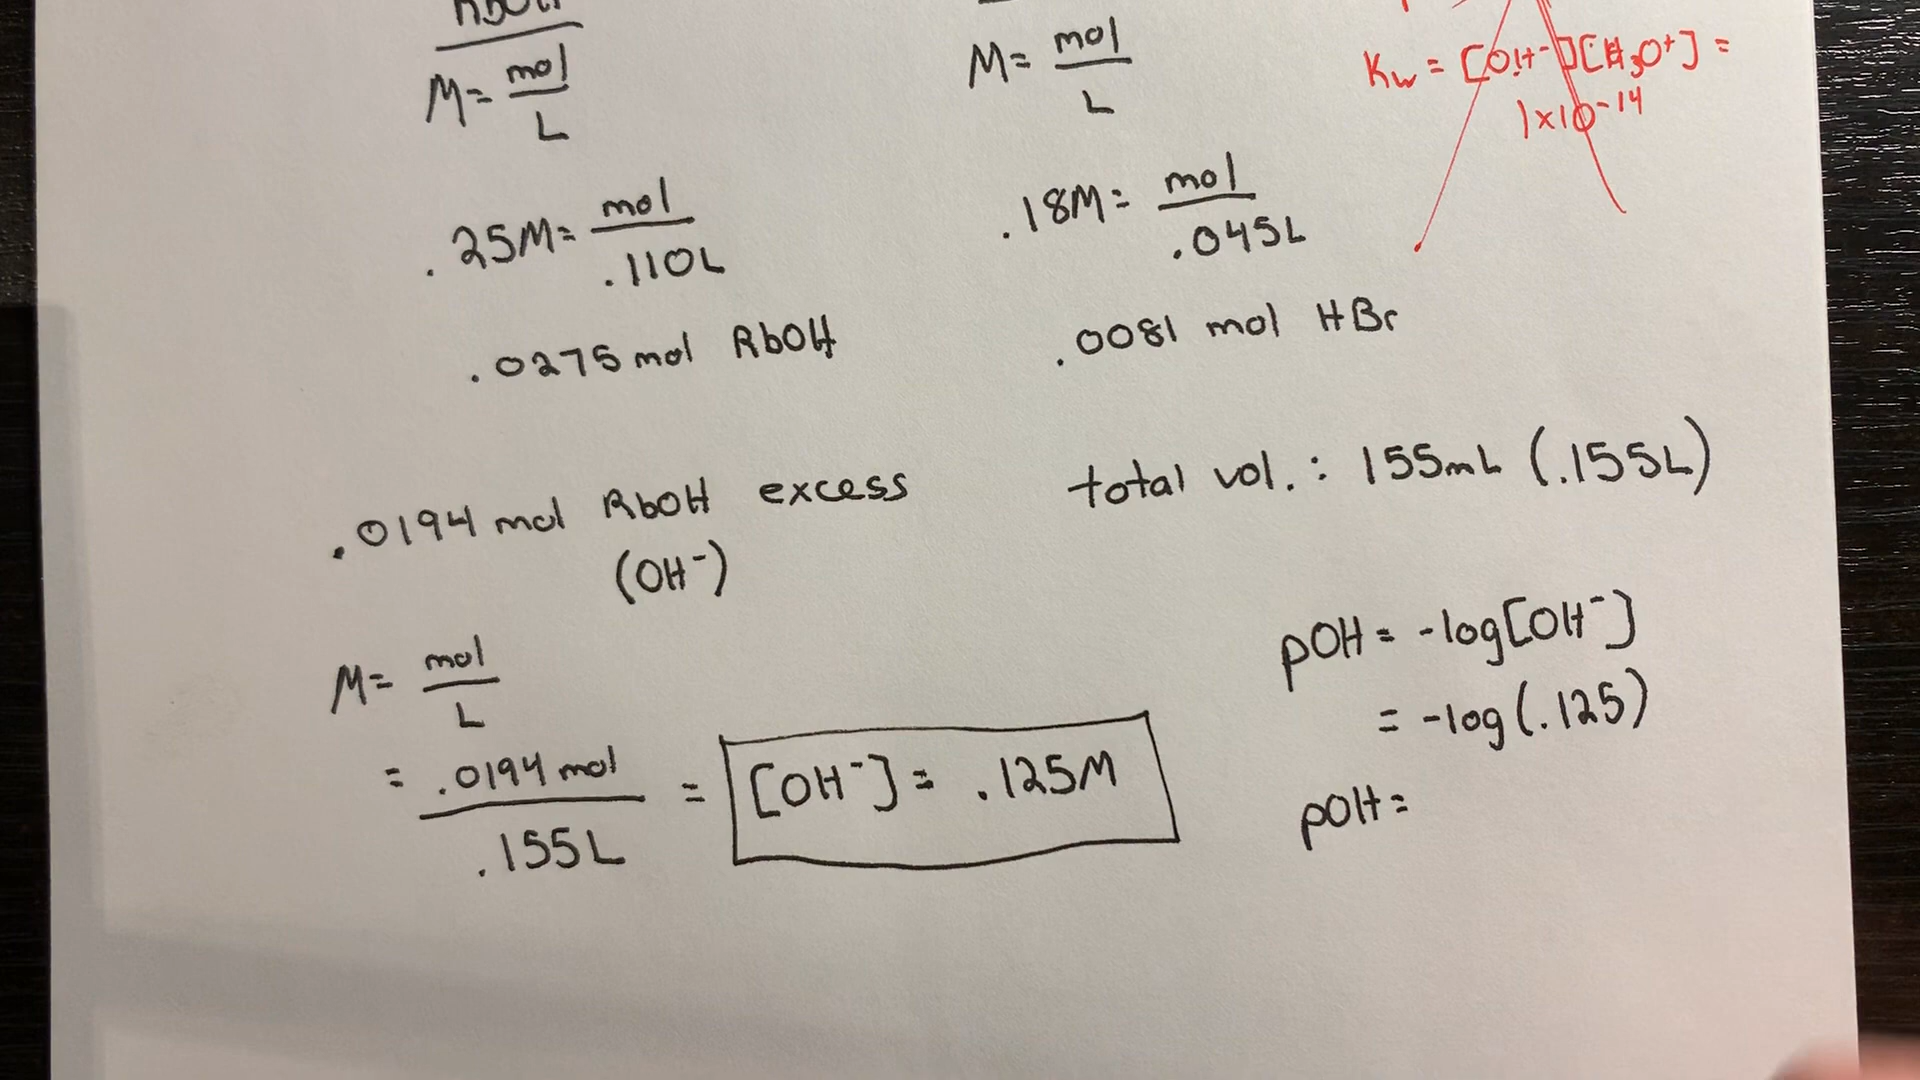 RbOH
M= mol
L
M= mol
L
Kw = [OH-][H3O+] =
1x10-14
.25M= mol
.110L
.18M= mol
.045L
.0275 mol RbOH
.0081 mol HBr
.0194 mol RbOH excess
(OH-)
total vol. : 155mL (.155L)
M= mol
L
= .0194 mol
.155L
= [OH-] = .125M
pOH = -log[OH-]
= -log(.125)
pOH =